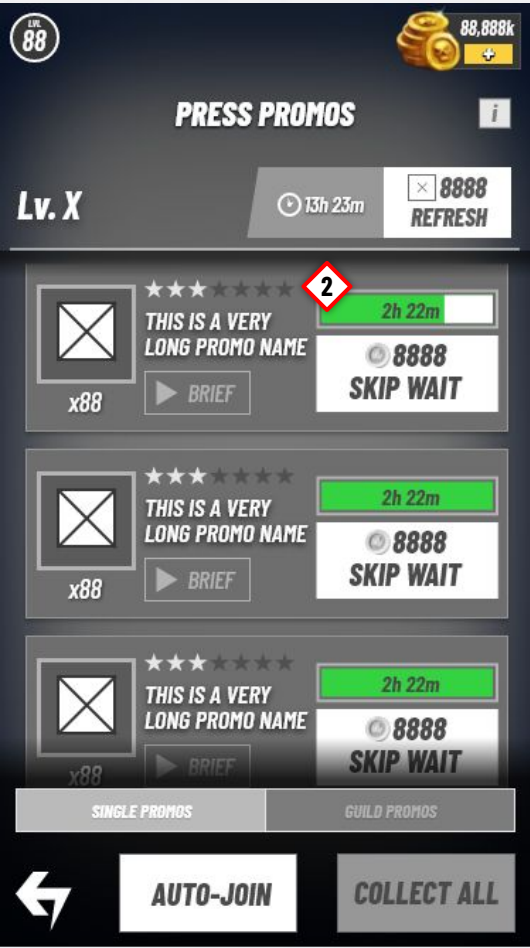 LVL
88
88,888k
+
PRESS PROMOS
i
Lv. X
13h 23m
8888
REFRESH
2
2h 22m
THIS IS A VERY
LONG PROMO NAME
8888
SKIP WAIT
x88
BRIEF
2h 22m
THIS IS A VERY
LONG PROMO NAME
8888
SKIP WAIT
x88
BRIEF
2h 22m
THIS IS A VERY
LONG PROMO NAME
8888
SKIP WAIT
x88
BRIEF
SINGLE PROMOS
GUILD PROMOS
AUTO-JOIN
COLLECT ALL